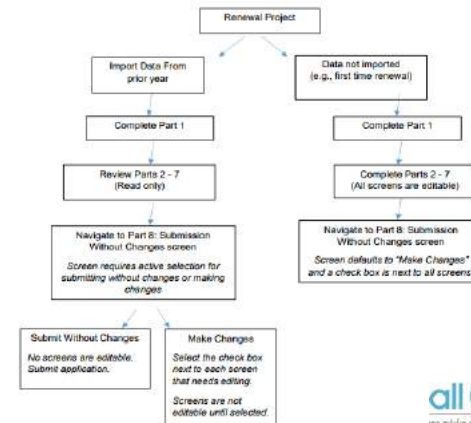 Renewal Project
Import Data From
prior year
Data not imported
(e.g., first time renewal)
Complete Part 1
Complete Part 1
Review Parts 2 - 7
(Read only)
Complete Parts 2 - 7
(All screens are editable)
Navigate to Part 8: Submission
Without Changes screen
Screen requires active selection for
submitting without changes or making
changes
Navigate to Part 8: Submission
Without Changes screen
Screen defaults to "Make Changes"
and a check box is next to all screens
Submit Without Changes
No screens are editable.
Submit application.
Make Changes
Select the check box
next to each screen
that needs editing.
Screens are not
editable until selected.
all